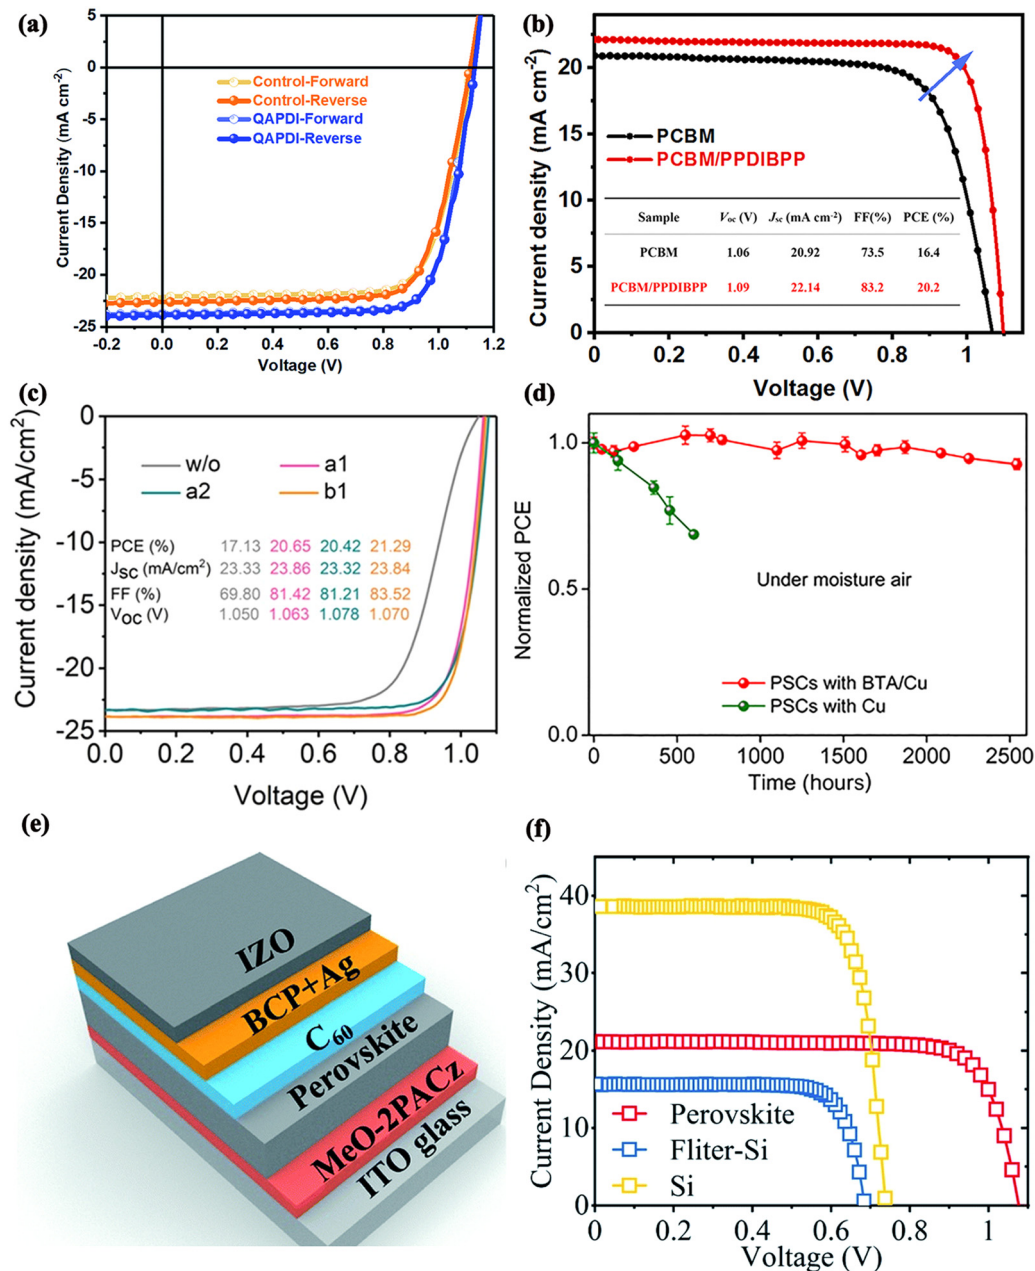 (a)
5
0
-5
-10
-15
-20
-25
-0.2 0.0 0.2 0.4 0.6 0.8 1.0 1.2
Voltage (V)
Current Density (mA cm-2)
Control-Forward
Control-Reverse
QAPDI-Forward
QAPDI-Reverse
(b)
20
15
10
5
0
0 0.2 0.4 0.6 0.8 1
Voltage (V)
Current density (mA cm-2)
PCBM
PCBM/PPDIBPP
Sample Voc (V) Jsc (mA cm-2) FF(%) PCE (%)
PCBM 1.06 20.92 73.5 16.4
PCBM/PPDIBPP 1.09 22.14 83.2 20.2
(c)
0
-5
-10
-15
-20
-25
0.0 0.2 0.4 0.6 0.8 1.0
Voltage (V)
Current density (mA/cm2)
w/o a1
a2 b1
PCE (%) 17.13 20.65 20.42 21.29
JSC (mA/cm2) 23.33 23.86 23.32 23.84
FF (%) 69.80 81.42 81.21 83.52
VOC (V) 1.050 1.063 1.078 1.070
(d)
1.0
0.5
0.0
0 500 1000 1500 2000 2500
Time (hours)
Normalized PCE
Under moisture air
PSCs with BTA/Cu
PSCs with Cu
(e)
IZO
BCP+Ag
C60
Perovskite
MeO-2PACz
ITO glass
(f)
40
30
20
10
0
0 0.2 0.4 0.6 0.8 1
Voltage (V)
Current Density (mA/cm2)
Perovskite
Fliter-Si
Si